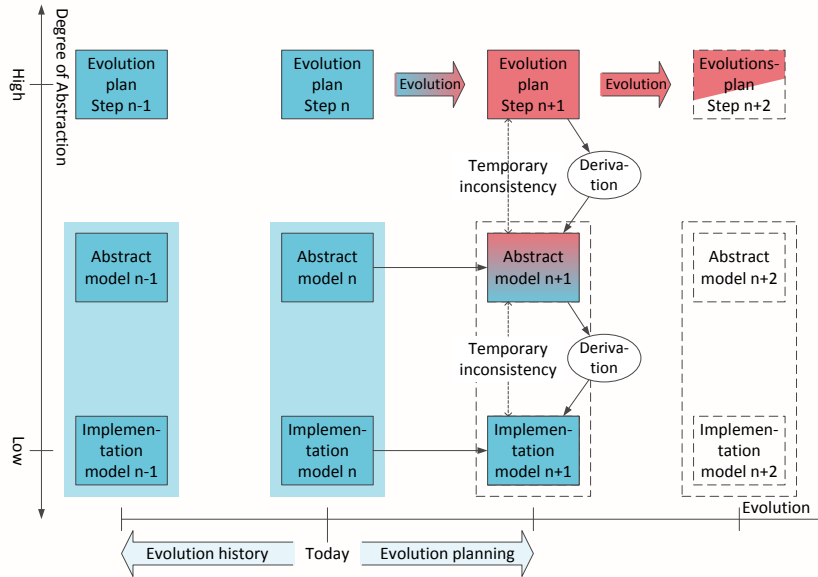 Degree of Abstraction
High
Low
Evolution
plan
Step n-1
Evolution
plan
Step n
Evolution
Evolution
plan
Step n+1
Evolution
Evolutions-
plan
Step n+2
Temporary
inconsistency
Deriva-
tion
Abstract
model n-1
Abstract
model n
Abstract
model n+1
Abstract
model n+2
Temporary
inconsistency
Deriva-
tion
Implemen-
tation
model n-1
Implemen-
tation
model n
Implemen-
tation
model n+1
Implemen-
tation
model n+2
Evolution
Evolution history
Today
Evolution planning